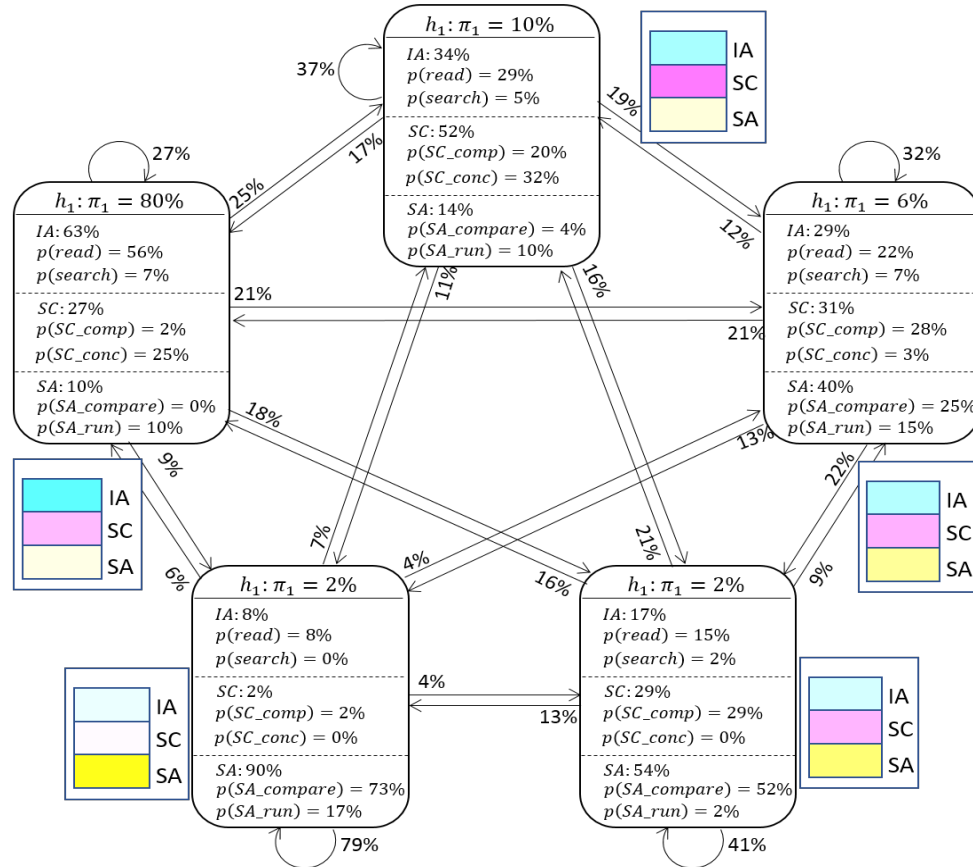 h₁: π₁ = 10%
IA: 34%
p(read) = 29%
p(search) = 5%
SC: 52%
p(SC_comp) = 20%
p(SC_conc) = 32%
SA: 14%
p(SA_compare) = 4%
p(SA_run) = 10%
37%
IA
SC
SA
19%
12%
17%
25%
27%
h₁: π₁ = 80%
IA: 63%
p(read) = 56%
p(search) = 7%
SC: 27%
p(SC_comp) = 2%
p(SC_conc) = 25%
SA: 10%
p(SA_compare) = 0%
p(SA_run) = 10%
32%
h₁: π₁ = 6%
IA: 29%
p(read) = 22%
p(search) = 7%
SC: 31%
p(SC_comp) = 28%
p(SC_conc) = 3%
SA: 40%
p(SA_compare) = 25%
p(SA_run) = 15%
11%
16%
21%
21%
18%
13%
9%
22%
IA
SC
SA
IA
SC
SA
7%
21%
6%
4%
16%
9%
h₁: π₁ = 2%
IA: 8%
p(read) = 8%
p(search) = 0%
SC: 2%
p(SC_comp) = 2%
p(SC_conc) = 0%
SA: 90%
p(SA_compare) = 73%
p(SA_run) = 17%
79%
IA
SC
SA
4%
13%
h₁: π₁ = 2%
IA: 17%
p(read) = 15%
p(search) = 2%
SC: 29%
p(SC_comp) = 29%
p(SC_conc) = 0%
SA: 54%
p(SA_compare) = 52%
p(SA_run) = 2%
41%
IA
SC
SA